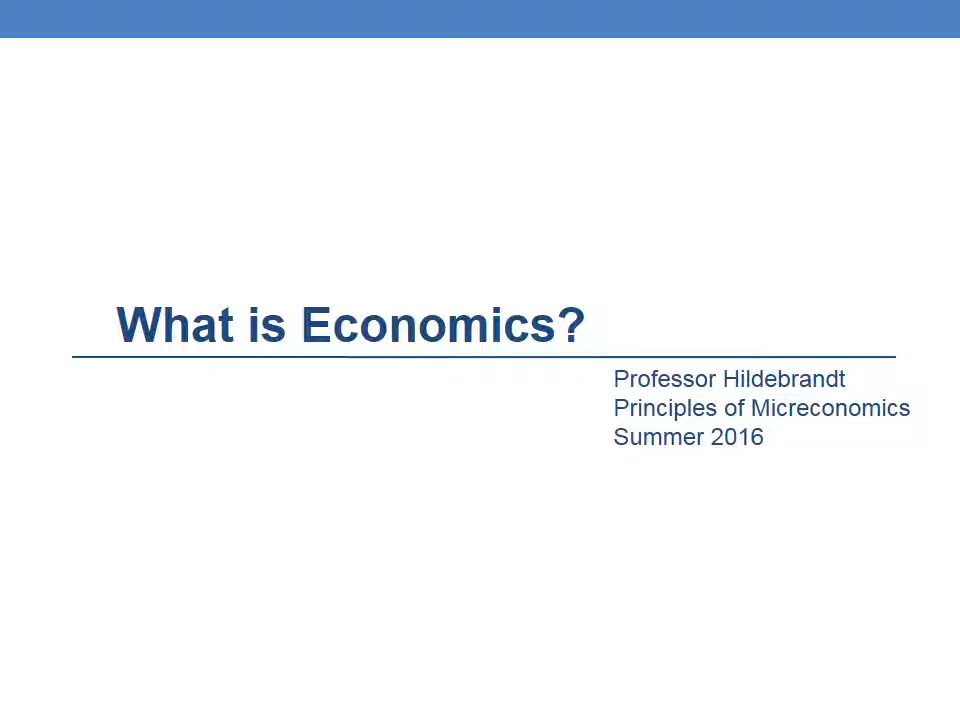 What is Economics?
Professor Hildebrandt
Principles of Micreconomics
Summer 2016